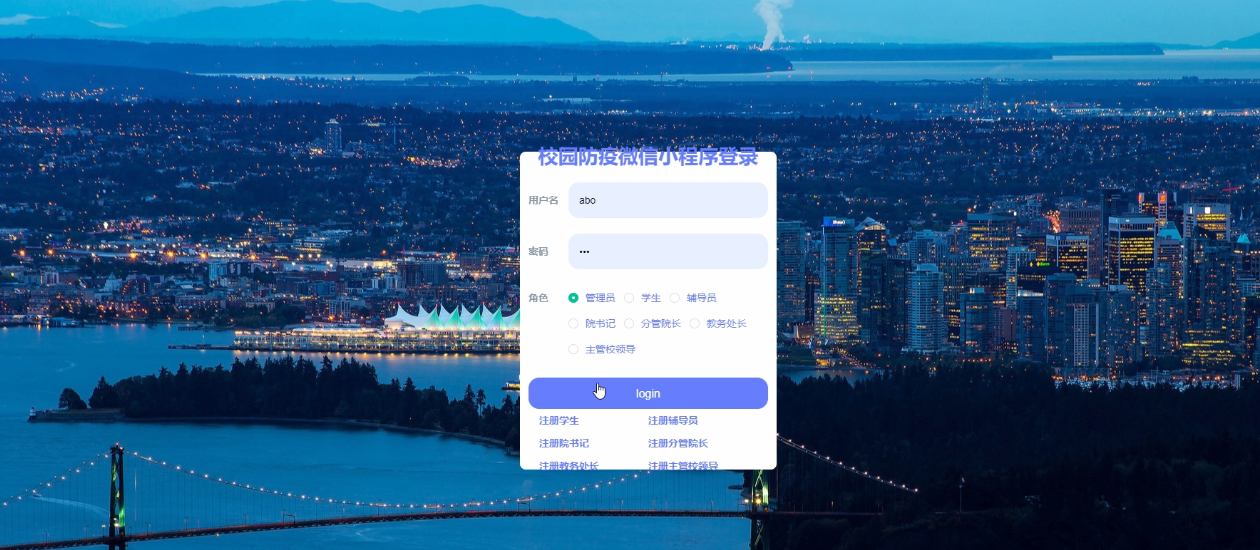 校园防疫微信小程序登录
用户名 abo
密码 •••
角色 管理员 学生 辅导员
院书记 分管院长 教务处长
主管校领导
login
注册学生 注册辅导员
注册院书记 注册分管院长
注册教务处长 注册主管校领导